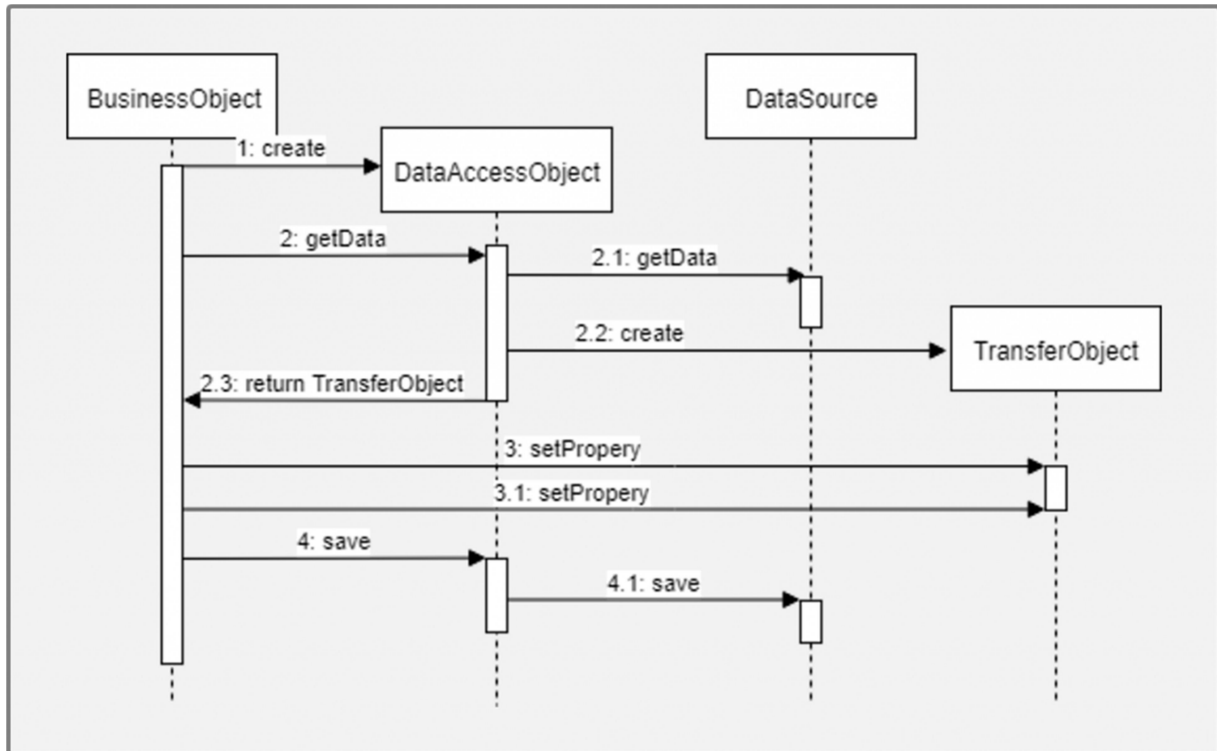 BusinessObject
DataSource
1: create
DataAccessObject
2: getData
2.1: getData
2.2: create
TransferObject
2.3: return TransferObject
3: setPropery
3.1: setPropery
4: save
4.1: save